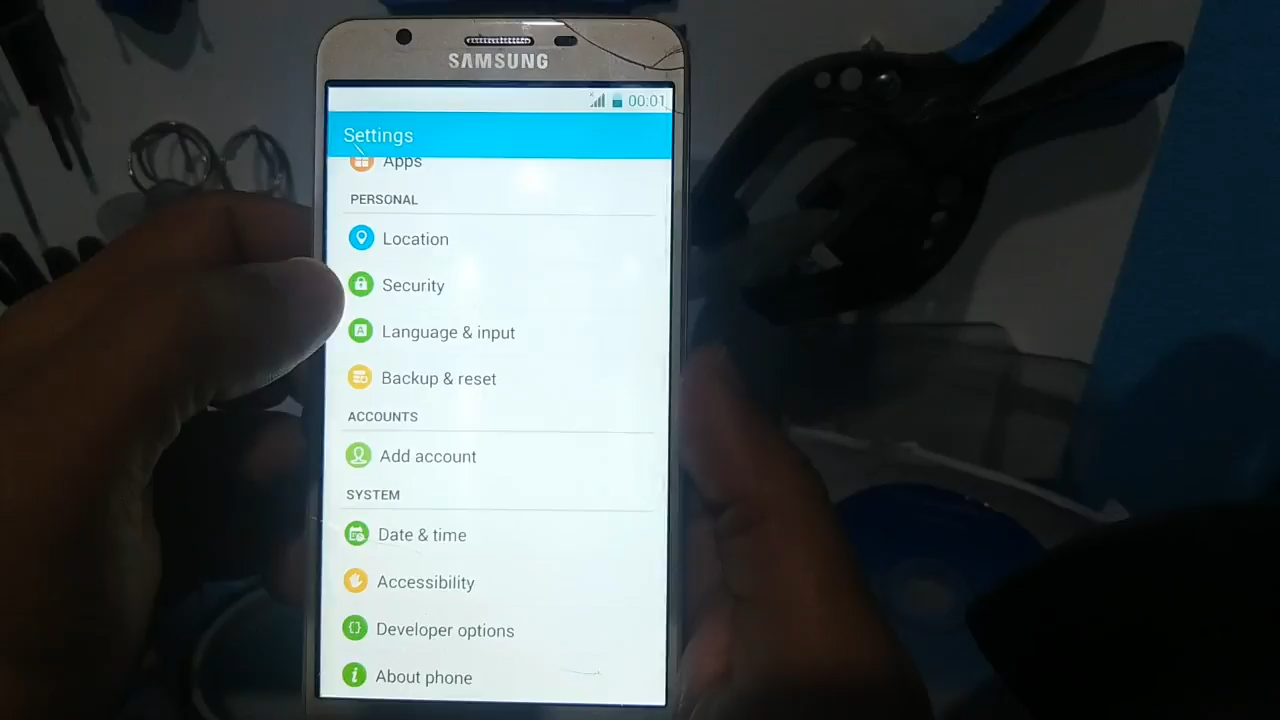 SAMSUNG
00:01
Settings
Apps
PERSONAL
Location
Security
Language & input
Backup & reset
ACCOUNTS
Add account
SYSTEM
Date & time
Accessibility
Developer options
About phone